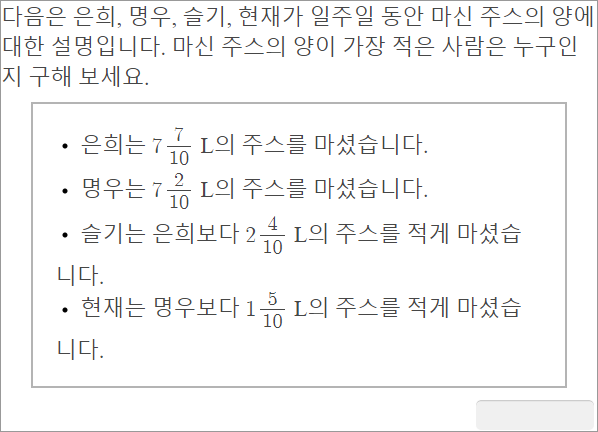 다음은 은희, 명우, 슬기, 현재가 일주일 동안 마신 주스의 양에
대한 설명입니다. 마신 주스의 양이 가장 적은 사람은 누구인
지 구해 보세요.
• 은희는 7 7/10 L의 주스를 마셨습니다.
• 명우는 7 2/10 L의 주스를 마셨습니다.
• 슬기는 은희보다 2 4/10 L의 주스를 적게 마셨습
니다.
• 현재는 명우보다 1 5/10 L의 주스를 적게 마셨습
니다.